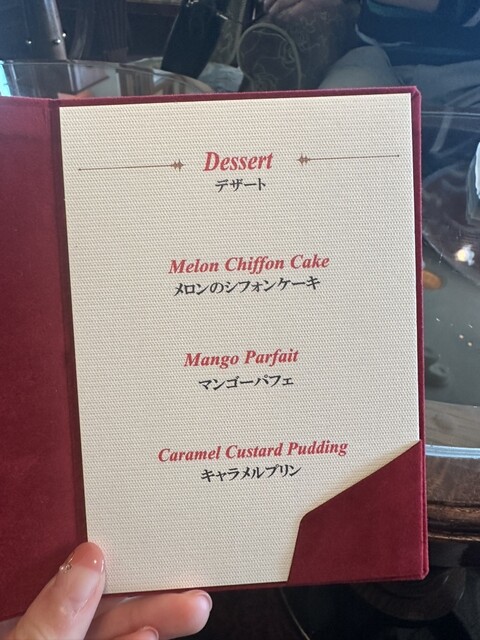 Dessert
デザート
Melon Chiffon Cake
メロンのシフォンケーキ
Mango Parfait
マンゴーパフェ
Caramel Custard Pudding
キャラメルプリン